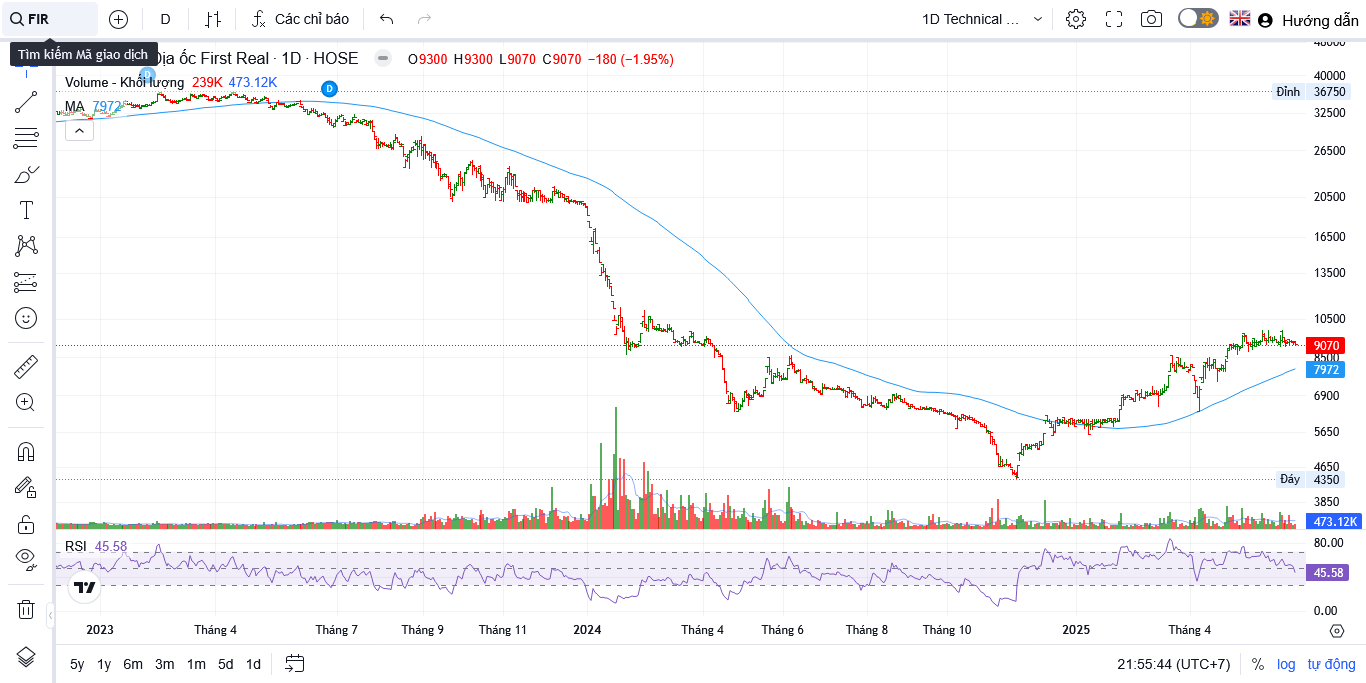 FIR
D
Các chỉ báo
1D Technical ...
Hướng dẫn
Tìm kiếm Mã giao dịch
Địa ốc First Real · 1D · HOSE
O9300 H9300 L9070 C9070 −180 (−1.95%)
Volume - Khối lượng 239K 473.12K
D
D
MA 7972
48000
40000
Đỉnh 36750
32500
26500
20500
16500
13500
10500
9070
8500
7972
6900
5650
4650
Đáy 4350
3850
473.12K
RSI 45.58
80.00
45.58
0.00
2023 Tháng 4 Tháng 7 Tháng 9 Tháng 11 2024 Tháng 4 Tháng 6 Tháng 8 Tháng 10 2025 Tháng 4
5y 1y 6m 3m 1m 5d 1d
21:55:44 (UTC+7) % log tự động